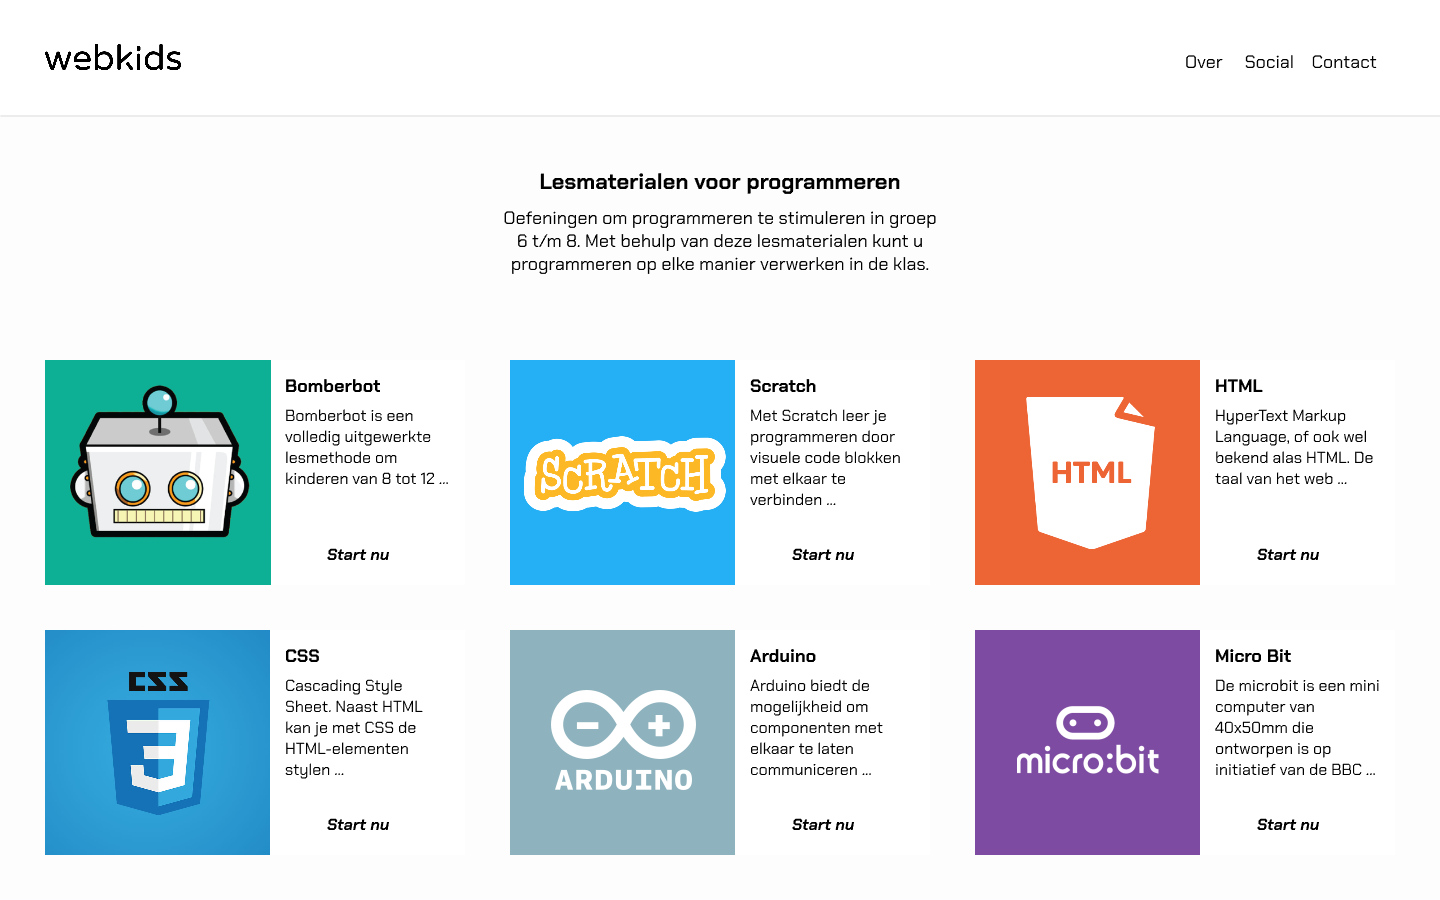 webkids
Over Social Contact
Lesmaterialen voor programmeren
Oefeningen om programmeren te stimuleren in groep
6 t/m 8. Met behulp van deze lesmaterialen kunt u
programmeren op elke manier verwerken in de klas.
Bomberbot
Bomberbot is een
volledig uitgewerkte
lesmethode om
kinderen van 8 tot 12 ...
Start nu
SCRATCH
Scratch
Met Scratch leer je
programmeren door
visuele code blokken
met elkaar te
verbinden ...
Start nu
HTML
HTML
HyperText Markup
Language, of ook wel
bekend alas HTML. De
taal van het web ...
Start nu
CSS
3
CSS
Cascading Style
Sheet. Naast HTML
kan je met CSS de
HTML-elementen
stylen ...
Start nu
ARDUINO
Arduino
Arduino biedt de
mogelijkheid om
componenten met
elkaar te laten
communiceren ...
Start nu
micro:bit
Micro Bit
De microbit is een mini
computer van
40x50mm die
ontworpen is op
initiatief van de BBC ...
Start nu